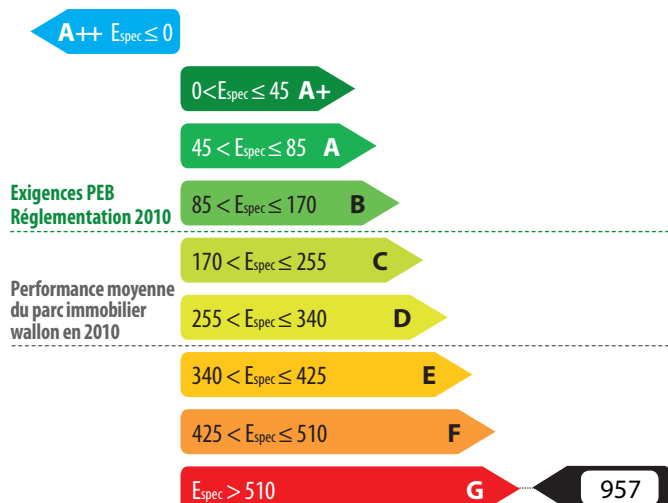 A++ Espec ≤ 0
0<Espec ≤ 45 A+
45 < Espec ≤ 85 A
Exigences PEB
Réglementation 2010
85 < Espec ≤ 170 B
170 < Espec ≤ 255 C
Performance moyenne
du parc immobilier
wallon en 2010
255 < Espec ≤ 340 D
340 < Espec ≤ 425 E
425 < Espec ≤ 510 F
Espec > 510 G 957